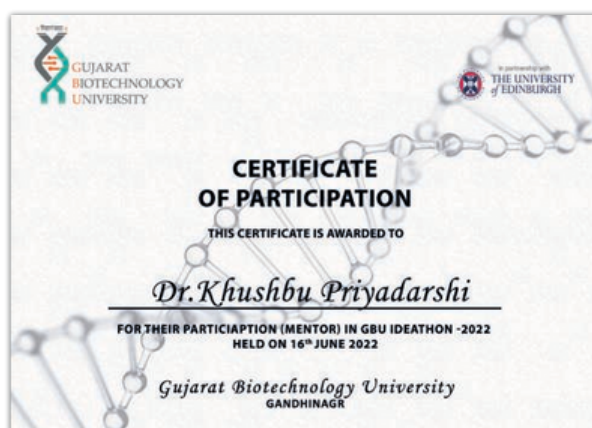 GUJARAT
BIOTECHNOLOGY
UNIVERSITY
in partnership with
THE UNIVERSITY
of EDINBURGH
CERTIFICATE
OF PARTICIPATION
THIS CERTIFICATE IS AWARDED TO
Dr.Khushbu Priyadarshi
FOR THEIR PARTICIAPTION (MENTOR) IN GBU IDEATHON -2022
HELD ON 16th JUNE 2022
Gujarat Biotechnology University
GANDHINAGR